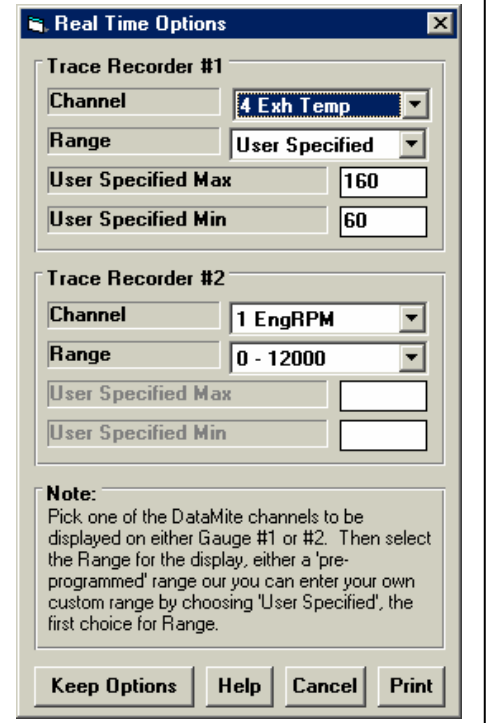 Real Time Options
Trace Recorder #1
Channel 4 Exh Temp
Range User Specified
User Specified Max 160
User Specified Min 60
Trace Recorder #2
Channel 1 EngRPM
Range 0 - 12000
User Specified Max
User Specified Min
Note:
Pick one of the DataMite channels to be
displayed on either Gauge #1 or #2.  Then select
the Range for the display, either a 'pre-
programmed' range our you can enter your own
custom range by choosing 'User Specified', the
first choice for Range.
Keep Options Help Cancel Print